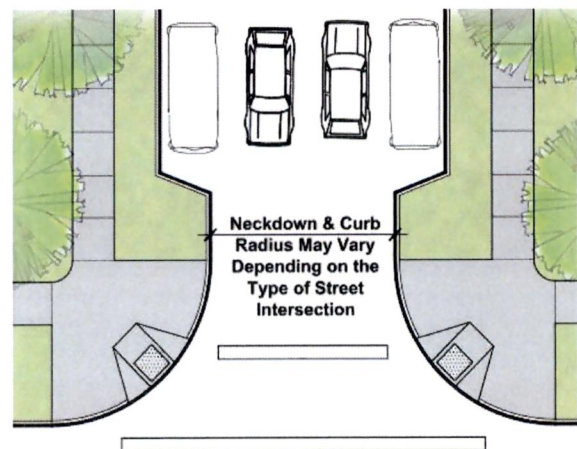 Neckdown & Curb
Radius May Vary
Depending on the
Type of Street
Intersection